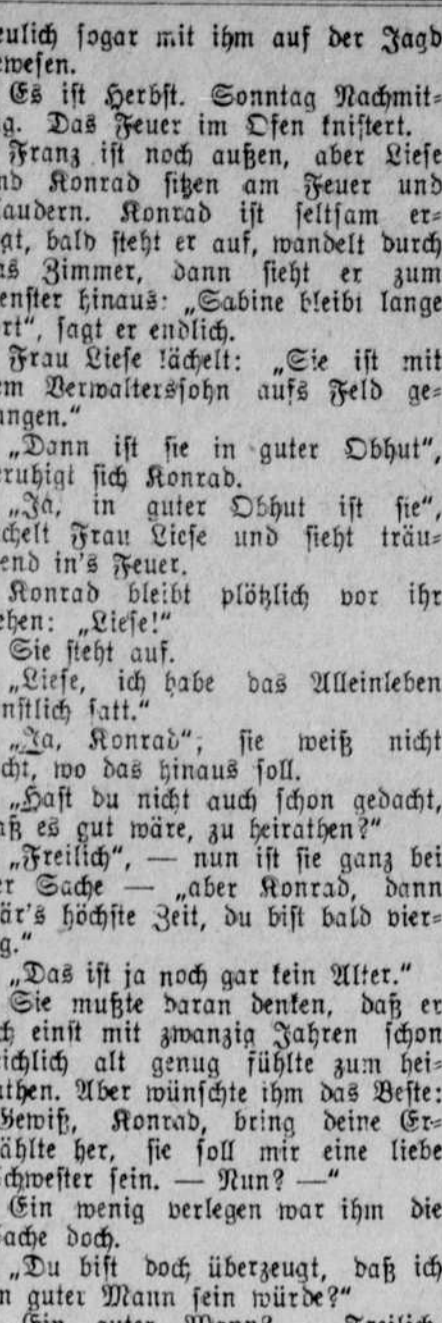 eulich sogar mit ihm auf der Jagd
ewesen.
Es ist Herbst. Sonntag Nachmit-
g. Das Feuer im Ofen knistert.
Franz ist noch außen, aber Liese
nd Konrad sitzen am Feuer und
laudern. Konrad ist seltsam er-
gt, bald steht er auf, wandelt durch
as Zimmer, dann sieht er zum
enster hinaus: „Sabine bleibt lange
ort“, sagt er endlich.
Frau Liese lächelt: „Sie ist mit
em Verwalterssohn aufs Feld ge-
angen.“
„Dann ist sie in guter Obhut“,
eruhigt sich Konrad.
„Ja, in guter Obhut ist sie“,
chelt Frau Liese und sieht träu-
end in's Feuer.
Konrad bleibt plötzlich vor ihr
ehen: „Liese!“
Sie steht auf.
„Liese, ich habe das Alleinleben
nstlich satt.“
„Ja, Konrad“, sie weiß nicht
cht, wo das hinaus soll.
„Hast du nicht auch schon gedacht,
aß es gut wäre, zu heirathen?“
„Freilich“, — nun ist sie ganz bei
er Sache — „aber Konrad, dann
är's höchste Zeit, du bist bald vier-
g.“
„Das ist ja noch gar kein Alter.“
Sie mußte daran denken, daß er
ch einst mit zwanzig Jahren schon
eichlich alt genug fühlte zum hei-
athen. Aber wünschte ihm das Beste:
Gewiß, Konrad, bring deine Er-
ählte her, sie soll mir eine liebe
chwester sein. — Nun? —“
Ein wenig verlegen war ihm die
ache doch.
„Du bist doch überzeugt, daß ich
n guter Mann sein würde?“